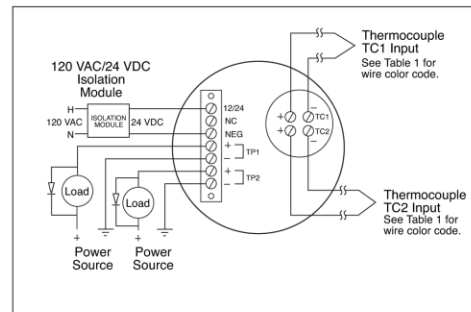 120 VAC/24 VDC
Isolation
Module
H
120 VAC
N
ISOLATION
MODULE
24 VDC
12/24
NC
NEG
+
TP1
−
+
TP2
−
Load
Load
+
Power
Source
+
Power
Source
+
−
TC1
+
TC2
−
Thermocouple
TC1 Input
See Table 1 for
wire color code.
Thermocouple
TC2 Input
See Table 1 for
wire color code.